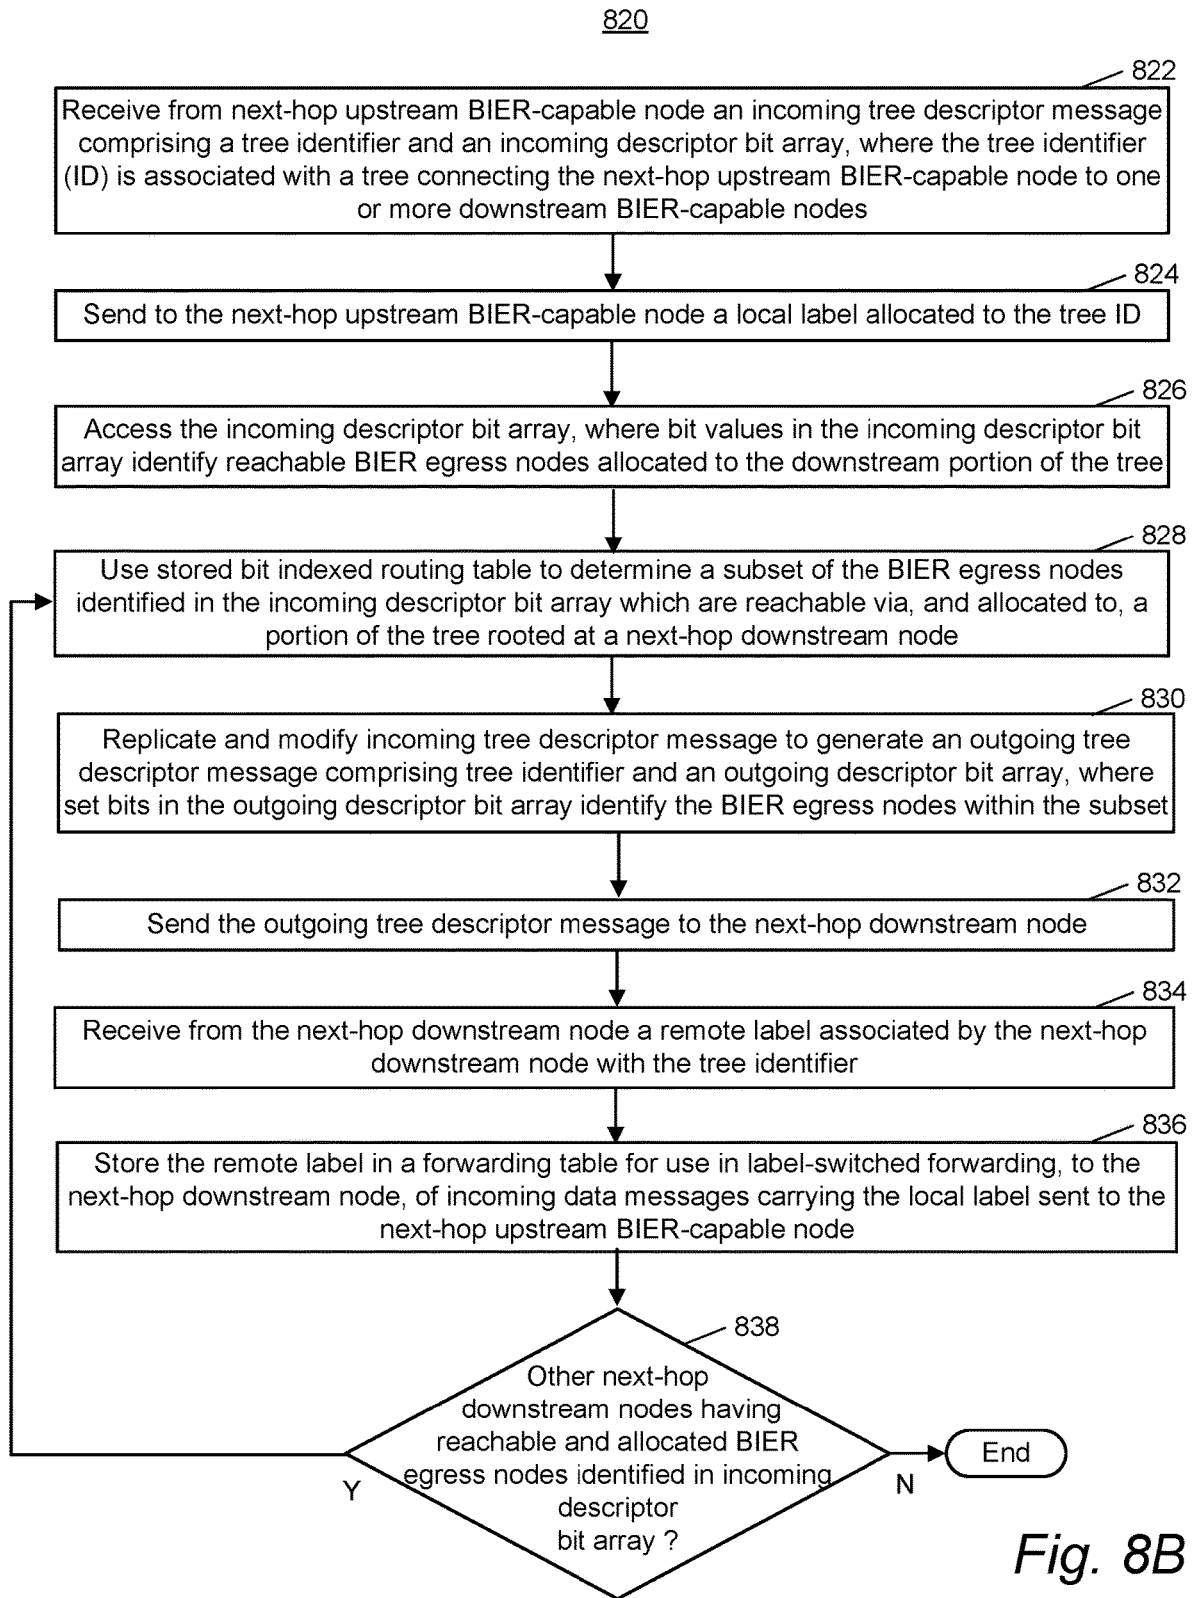 820
822
Receive from next-hop upstream BIER-capable node an incoming tree descriptor message
comprising a tree identifier and an incoming descriptor bit array, where the tree identifier
(ID) is associated with a tree connecting the next-hop upstream BIER-capable node to one
or more downstream BIER-capable nodes
824
Send to the next-hop upstream BIER-capable node a local label allocated to the tree ID
826
Access the incoming descriptor bit array, where bit values in the incoming descriptor bit
array identify reachable BIER egress nodes allocated to the downstream portion of the tree
828
Use stored bit indexed routing table to determine a subset of the BIER egress nodes
identified in the incoming descriptor bit array which are reachable via, and allocated to, a
portion of the tree rooted at a next-hop downstream node
830
Replicate and modify incoming tree descriptor message to generate an outgoing tree
descriptor message comprising tree identifier and an outgoing descriptor bit array, where
set bits in the outgoing descriptor bit array identify the BIER egress nodes within the subset
832
Send the outgoing tree descriptor message to the next-hop downstream node
834
Receive from the next-hop downstream node a remote label associated by the next-hop
downstream node with the tree identifier
836
Store the remote label in a forwarding table for use in label-switched forwarding, to the
next-hop downstream node, of incoming data messages carrying the local label sent to the
next-hop upstream BIER-capable node
838
Other next-hop
downstream nodes having
reachable and allocated BIER
egress nodes identified in incoming
descriptor
bit array ?
Y
N
End
Fig. 8B